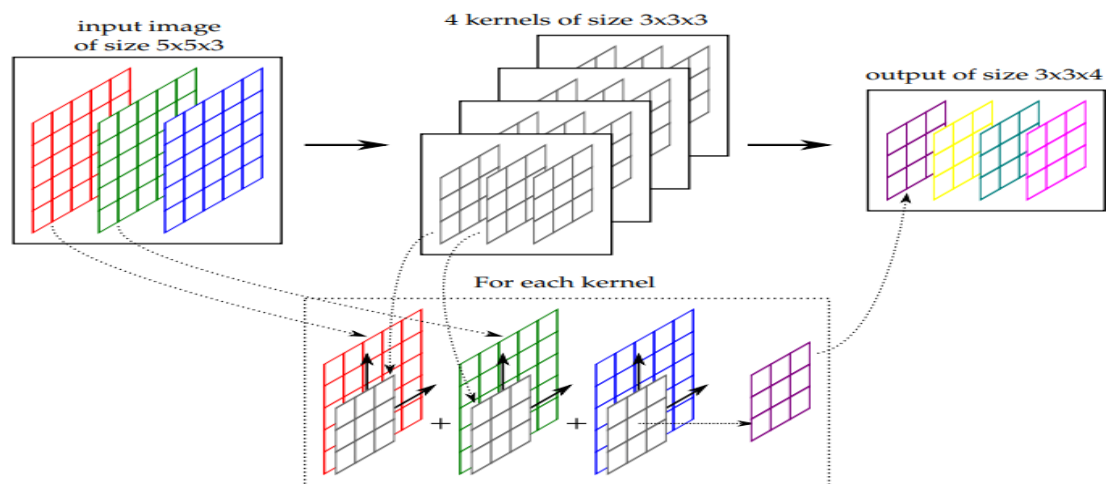 input image
of size 5x5x3
4 kernels of size 3x3x3
output of size 3x3x4
For each kernel
+
+